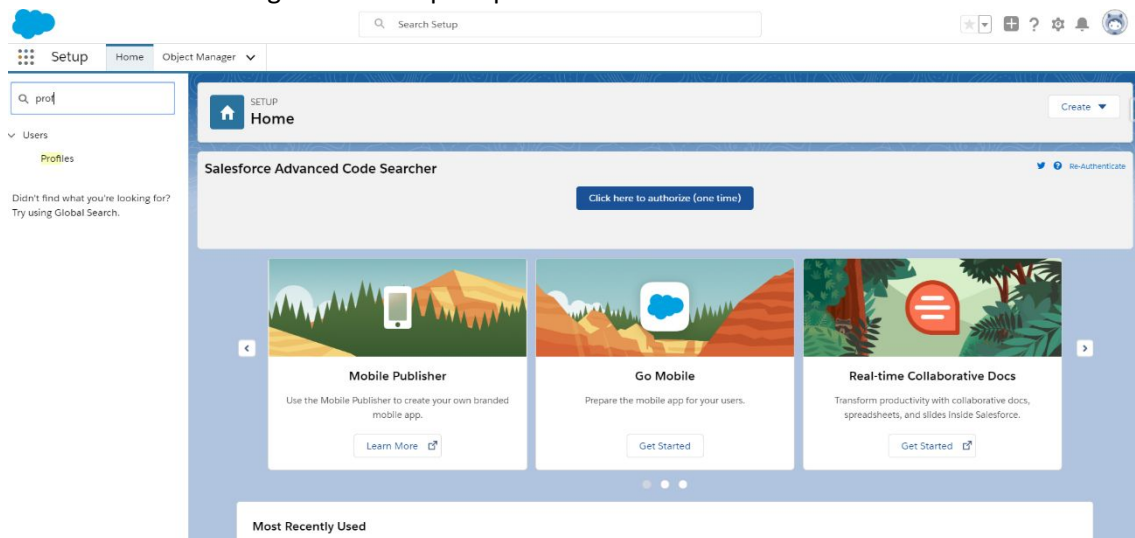 Search Setup
Setup
Home
Object Manager
prof
Users
Profiles
Didn't find what you're looking for?
Try using Global Search.
SETUP
Home
Create
Salesforce Advanced Code Searcher
Re-Authenticate
Click here to authorize (one time)
Mobile Publisher
Use the Mobile Publisher to create your own branded
mobile app.
Learn More
Go Mobile
Prepare the mobile app for your users.
Get Started
Real-time Collaborative Docs
Transform productivity with collaborative docs,
spreadsheets, and slides inside Salesforce.
Get Started
Most Recently Used